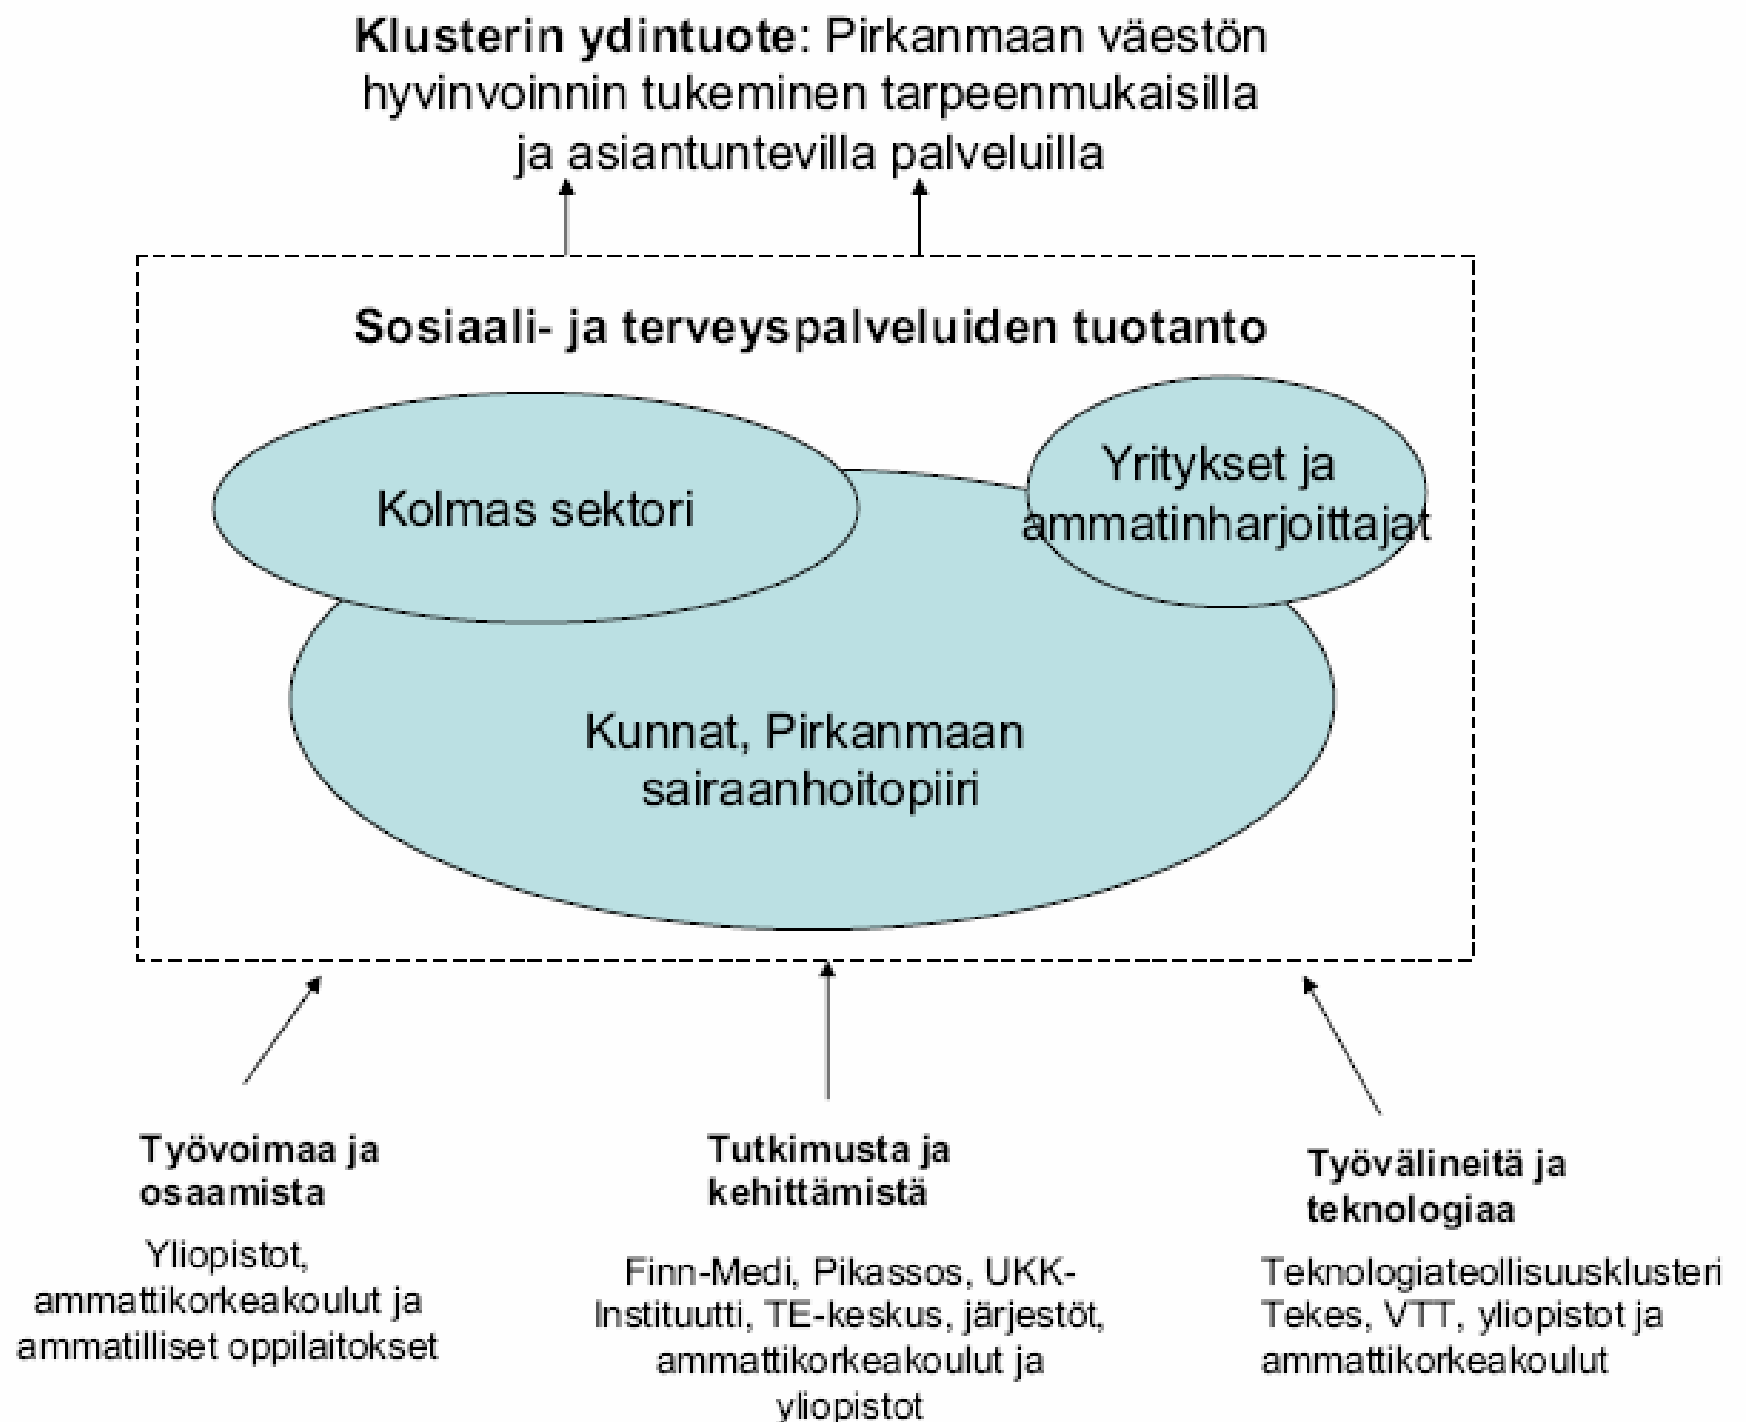 Klusterin ydintuote: Pirkanmaan väestön
hyvinvoinnin tukeminen tarpeenmukaisilla
ja asiantuntevilla palveluilla
Sosiaali- ja terveyspalveluiden tuotanto
Kolmas sektori
Yritykset ja
ammatinharjoittajat
Kunnat, Pirkanmaan
sairaanhoitopiiri
Työvoimaa ja
osaamista
Yliopistot,
ammattikorkeakoulut ja
ammatilliset oppilaitokset
Tutkimusta ja
kehittämistä
Finn-Medi, Pikassos, UKK-
Instituutti, TE-keskus, järjestöt,
ammattikorkeakoulut ja
yliopistot
Työvälineitä ja
teknologiaa
Teknologiateollisuusklusteri
Tekes, VTT, yliopistot ja
ammattikorkeakoulut